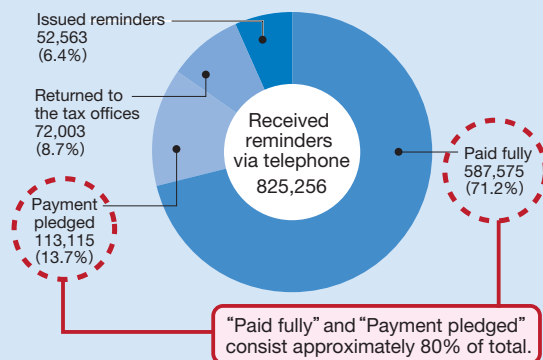 Issued reminders
52,563
(6.4%)
Returned to
the tax offices
72,003
(8.7%)
Payment
pledged
113,115
(13.7%)
Received
reminders
via telephone
825,256
Paid fully
587,575
(71.2%)
“Paid fully” and “Payment pledged”
consist approximately 80% of total.